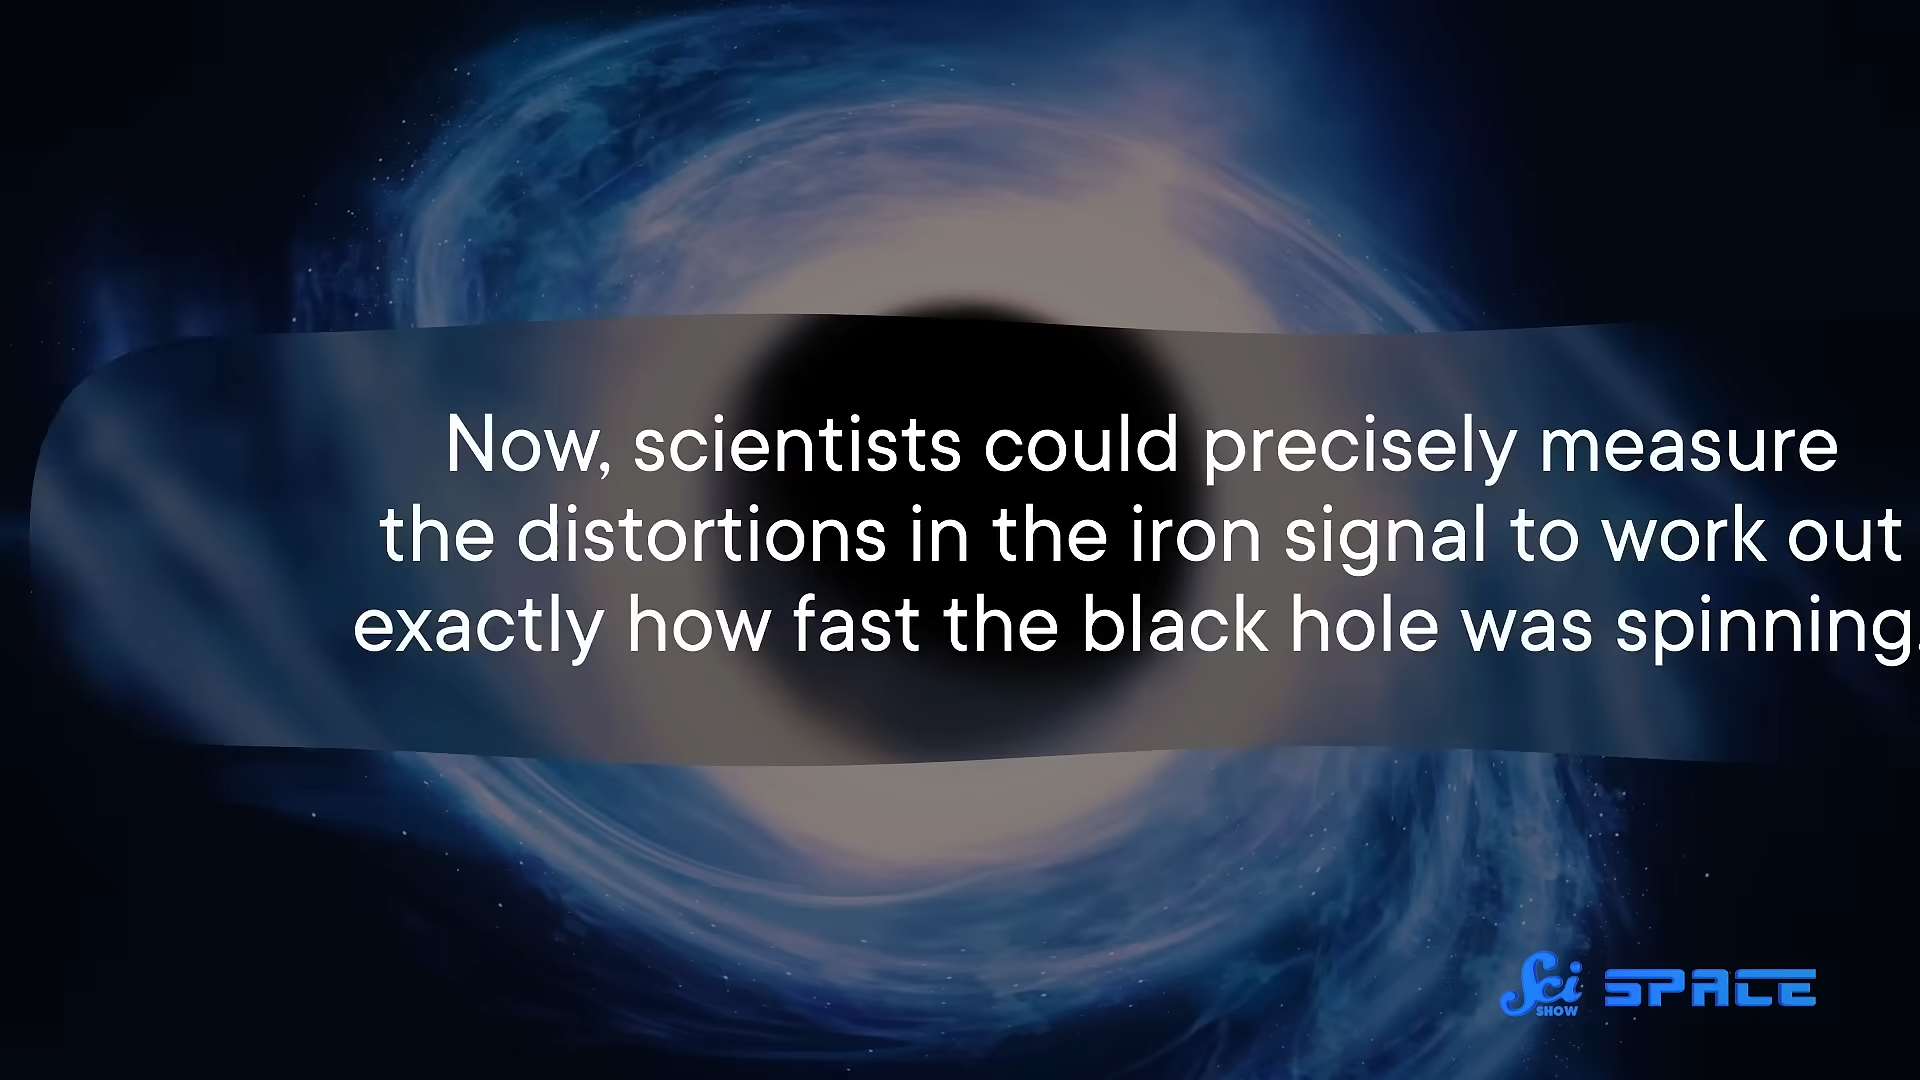 Now, scientists could precisely measure
the distortions in the iron signal to work out
exactly how fast the black hole was spinning.
Sci SHOW SPACE